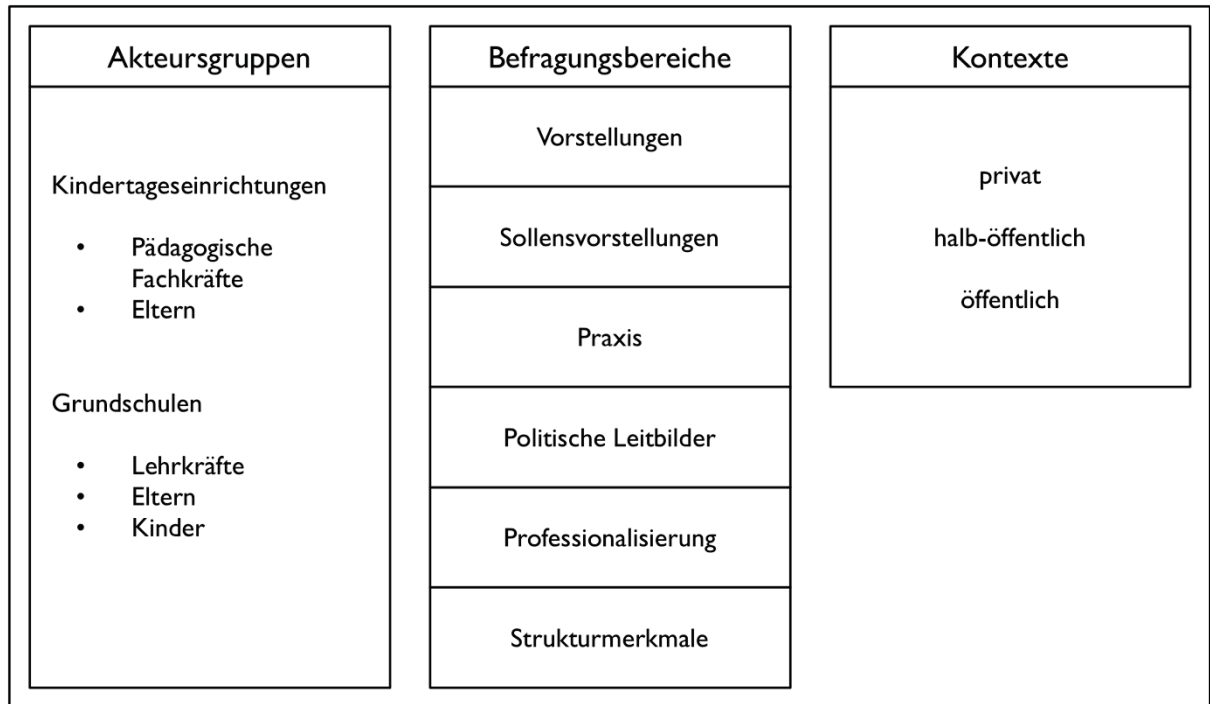 Akteursgruppen
Kindertageseinrichtungen
• Pädagogische
Fachkräfte
• Eltern
Grundschulen
• Lehrkräfte
• Eltern
• Kinder
Befragungsbereiche
Vorstellungen
Sollensvorstellungen
Praxis
Politische Leitbilder
Professionalisierung
Strukturmerkmale
Kontexte
privat
halb-öffentlich
öffentlich